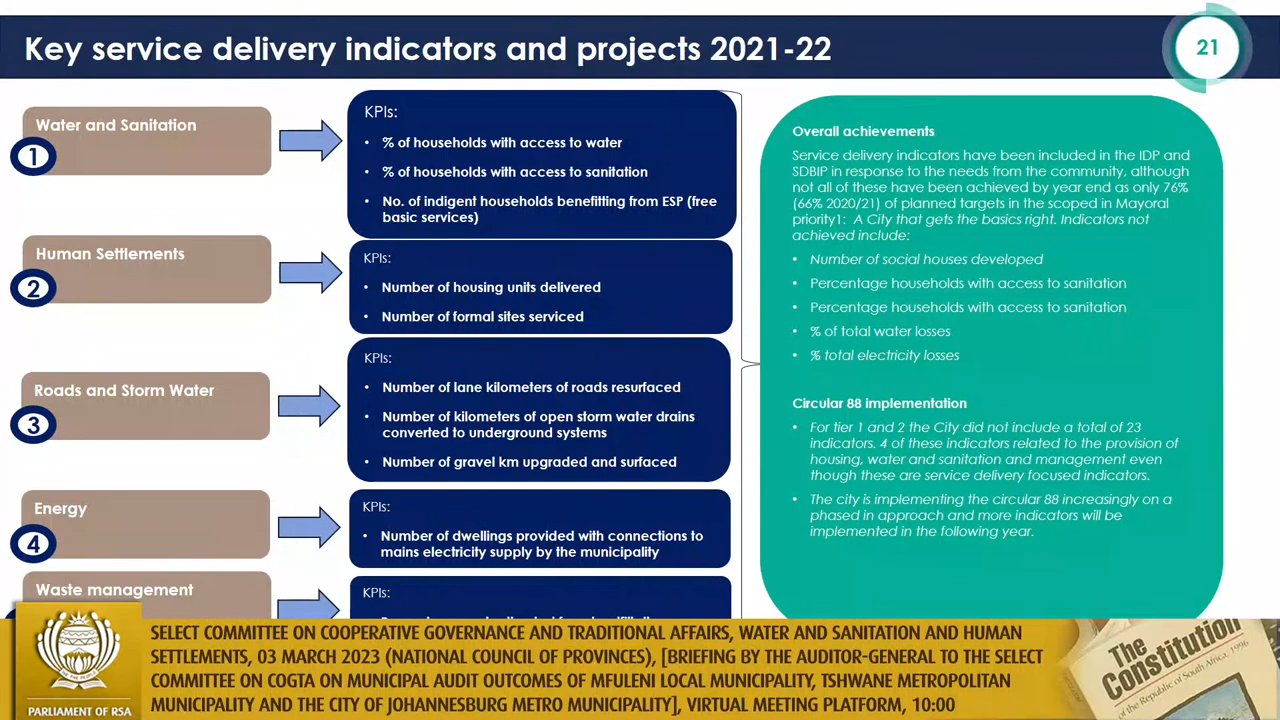 Key service delivery indicators and projects 2021-22
21
Water and Sanitation
1
KPIs:
• % of households with access to water
• % of households with access to sanitation
• No. of indigent households benefitting from ESP (free
basic services)
Human Settlements
2
KPIs:
• Number of housing units delivered
• Number of formal sites serviced
Roads and Storm Water
3
KPIs:
• Number of lane kilometers of roads resurfaced
• Number of kilometers of open storm water drains
converted to underground systems
• Number of gravel km upgraded and surfaced
Energy
4
KPIs:
• Number of dwellings provided with connections to
mains electricity supply by the municipality
Waste management
KPIs:
Overall achievements
Service delivery indicators have been included in the IDP and
SDBIP in response to the needs from the community, although
not all of these have been achieved by year end as only 76%
(66% 2020/21) of planned targets in the scoped in Mayoral
priority1: A City that gets the basics right. Indicators not
achieved include:
• Number of social houses developed
• Percentage households with access to sanitation
• Percentage households with access to sanitation
• % of total water losses
• % total electricity losses
Circular 88 implementation
• For tier 1 and 2 the City did not include a total of 23
indicators. 4 of these indicators related to the provision of
housing, water and sanitation and management even
though these are service delivery focused indicators.
• The city is implementing the circular 88 increasingly on a
phased in approach and more indicators will be
implemented in the following year.
PARLIAMENT OF RSA
SELECT COMMITTEE ON COOPERATIVE GOVERNANCE AND TRADITIONAL AFFAIRS, WATER AND SANITATION AND HUMAN
SETTLEMENTS, 03 MARCH 2023 (NATIONAL COUNCIL OF PROVINCES), [BRIEFING BY THE AUDITOR-GENERAL TO THE SELECT
COMMITTEE ON COGTA ON MUNICIPAL AUDIT OUTCOMES OF MFULENI LOCAL MUNICIPALITY, TSHWANE METROPOLITAN
MUNICIPALITY AND THE CITY OF JOHANNESBURG METRO MUNICIPALITY], VIRTUAL MEETING PLATFORM, 10:00
The
Constitution
of the Republic of South Africa, 1996